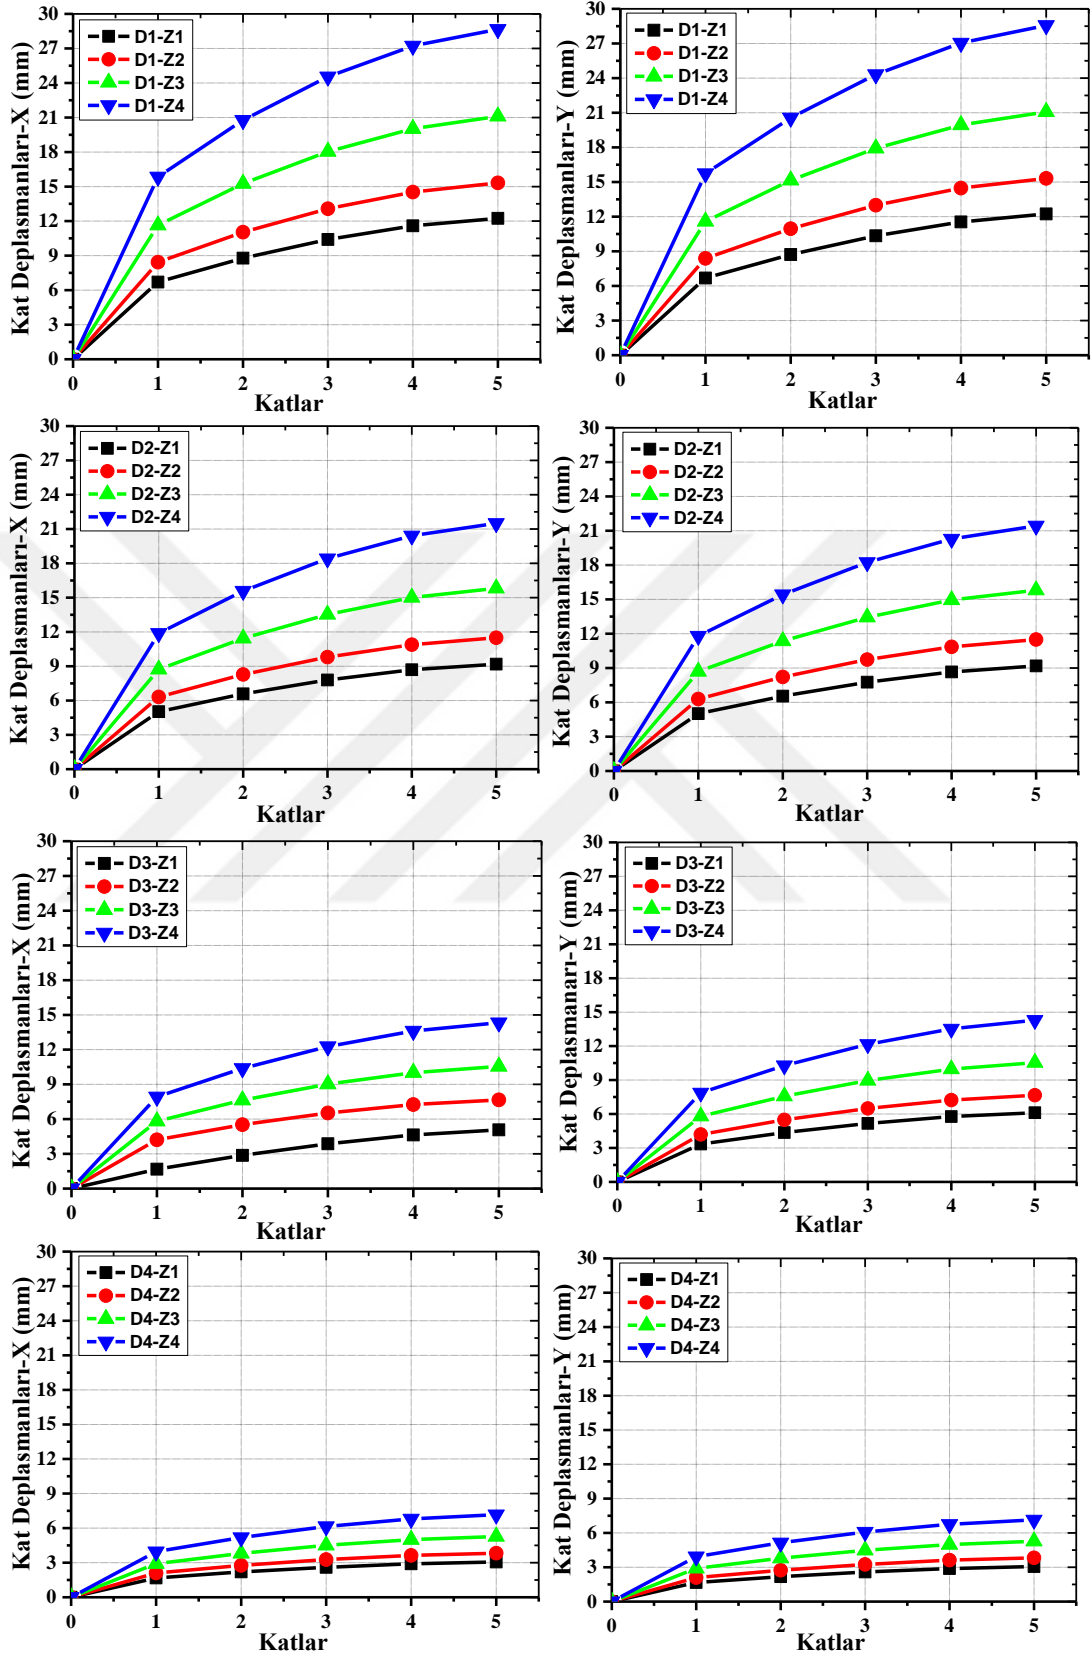 Kat Deplasmanları-X (mm)
30
27
24
21
18
15
12
9
6
3
0
D1-Z1
D1-Z2
D1-Z3
D1-Z4
0 1 2 3 4 5
Katlar
Kat Deplasmanları-Y (mm)
30
27
24
21
18
15
12
9
6
3
0
D1-Z1
D1-Z2
D1-Z3
D1-Z4
0 1 2 3 4 5
Kat Deplasmanları-X (mm)
30
27
24
21
18
15
12
9
6
3
0
D2-Z1
D2-Z2
D2-Z3
D2-Z4
0 1 2 3 4 5
Katlar
Kat Deplasmanları-Y (mm)
30
27
24
21
18
15
12
9
6
3
0
D2-Z1
D2-Z2
D2-Z3
D2-Z4
0 1 2 3 4 5
Katlar
Kat Deplasmanları-X (mm)
30
27
24
21
18
15
12
9
6
3
0
D3-Z1
D3-Z2
D3-Z3
D3-Z4
0 1 2 3 4 5
Katlar
Kat Deplasmanarı-Y (mm)
30
27
24
21
18
15
12
9
6
3
0
D3-Z1
D3-Z2
D3-Z3
D3-Z4
0 1 2 3 4 5
Katlar
Kat Deplasmanları-X (mm)
30
27
24
21
18
15
12
9
6
3
0
D4-Z1
D4-Z2
D4-Z3
D4-Z4
0 1 2 3 4 5
Katlar
Kat Deplasmanları-Y (mm)
30
27
24
21
18
15
12
9
6
3
0
D4-Z1
D4-Z2
D4-Z3
D4-Z4
0 1 2 3 4 5
Katlar